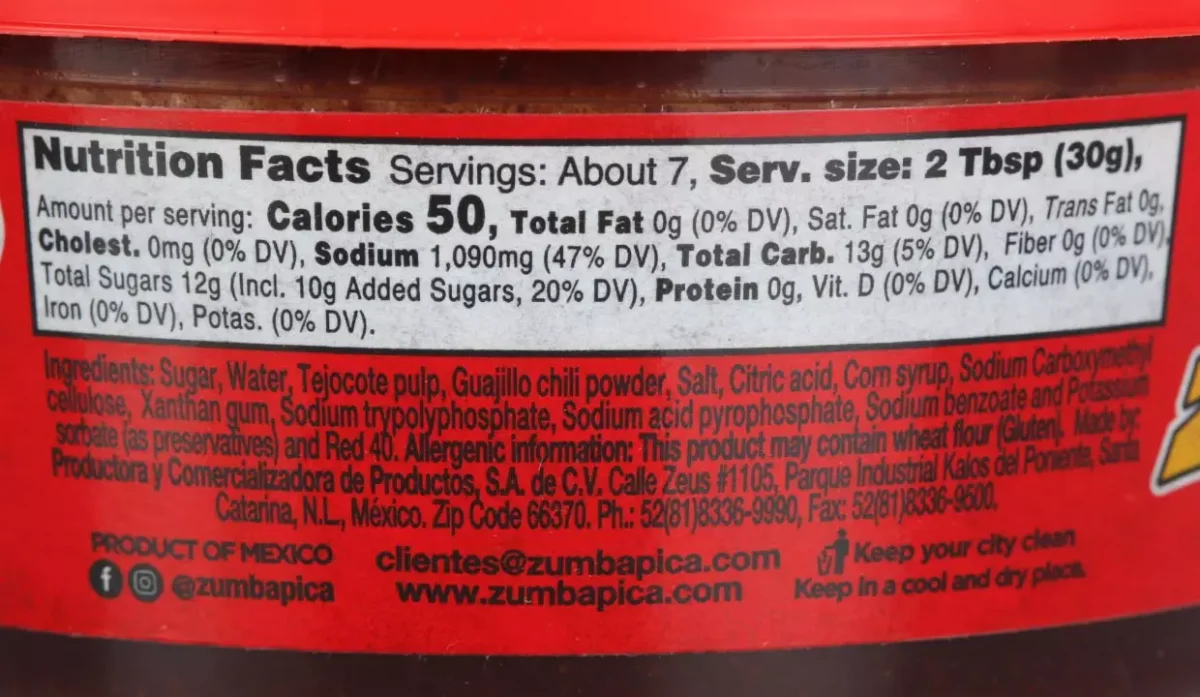 Nutrition Facts Servings: About 7, Serv. size: 2 Tbsp (30g),
Amount per serving: Calories 50, Total Fat 0g (0% DV), Sat. Fat 0g (0% DV), Trans Fat 0g,
Cholest. 0mg (0% DV), Sodium 1,090mg (47% DV), Total Carb. 13g (5% DV), Fiber 0g (0% DV),
Total Sugars 12g (Incl. 10g Added Sugars, 20% DV), Protein 0g, Vit. D (0% DV), Calcium (0% DV),
Iron (0% DV), Potas. (0% DV).
Ingredients: Sugar, Water, Tejocote pulp, Guajillo chili powder, Salt, Citric acid, Corn syrup, Sodium Carboxymethyl
cellulose, Xanthan gum, Sodium trypolyphosphate, Sodium acid pyrophosphate, Sodium benzoate and Potassium
sorbate (as preservatives) and Red 40. Allergenic information: This product may contain wheat flour (Gluten). Made by:
Productora y Comercializadora de Productos, S.A. de C.V. Calle Zeus #1105, Parque Industrial Kalos del Poniente, Santa
Catarina, N.L., México. Zip Code 66370. Ph.: 52(81)8336-9990, Fax: 52(81)8336-9500.
PRODUCT OF MEXICO clientes@zumbapica.com Keep your city clean
@zumbapica www.zumbapica.com Keep in a cool and dry place.